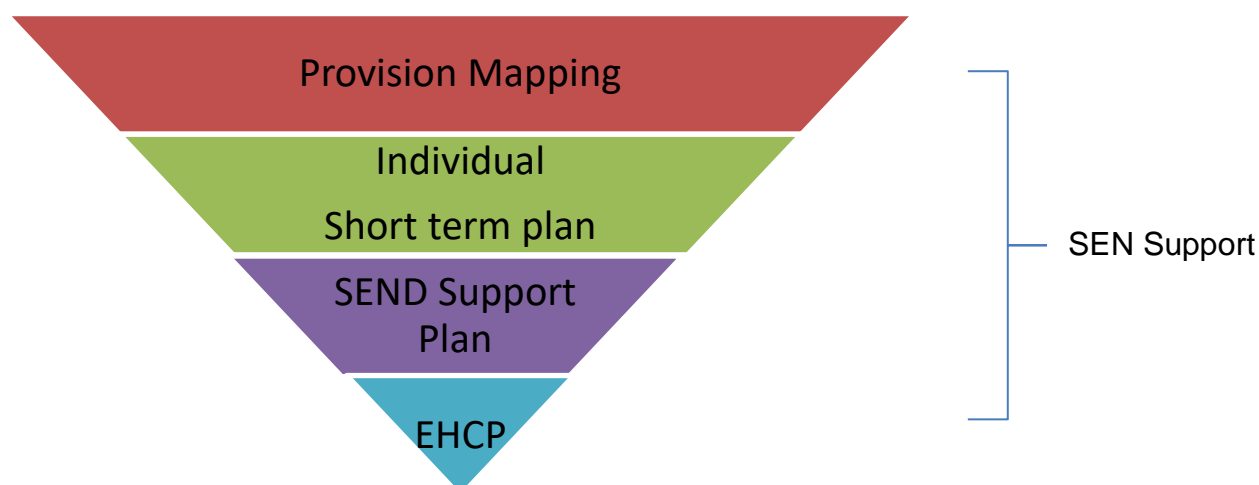 Provision Mapping
Individual
Short term plan
SEN Support
SEND Support
Plan
EHCP